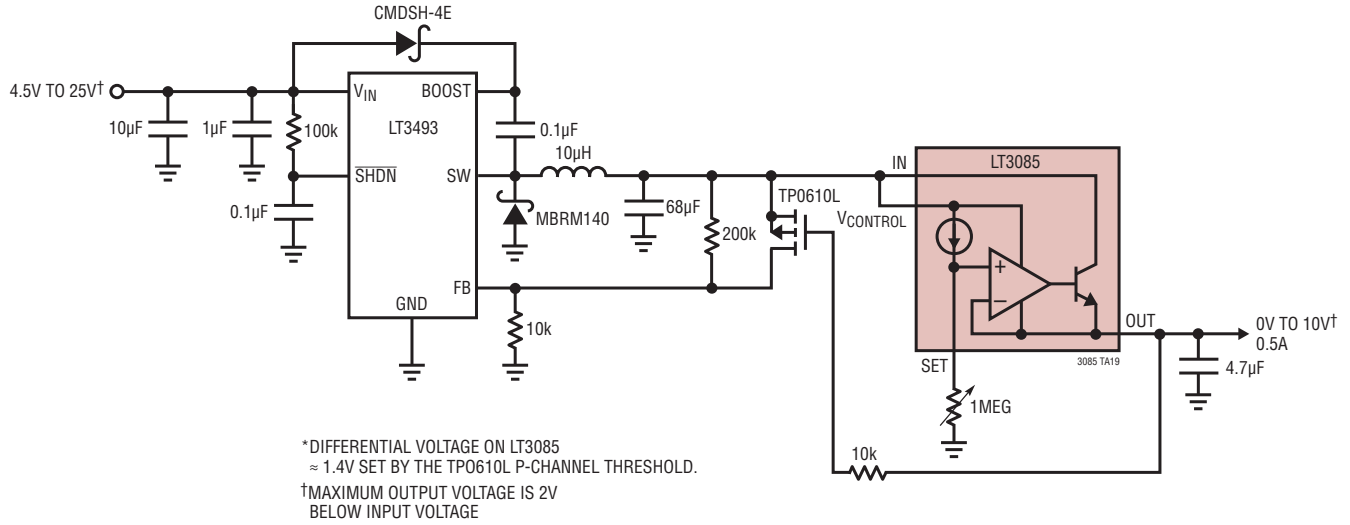 CMDSH-4E
4.5V TO 25V†
10µF
1µF
100k
0.1µF
VIN
BOOST
LT3493
SHDN
SW
FB
GND
0.1µF
10µH
MBRM140
68µF
200k
10k
TP0610L
IN
LT3085
VCONTROL
+
–
OUT
0V TO 10V†
0.5A
3085 TA19
4.7µF
SET
1MEG
10k
*DIFFERENTIAL VOLTAGE ON LT3085
≈ 1.4V SET BY THE TP0610L P-CHANNEL THRESHOLD.
†MAXIMUM OUTPUT VOLTAGE IS 2V
BELOW INPUT VOLTAGE